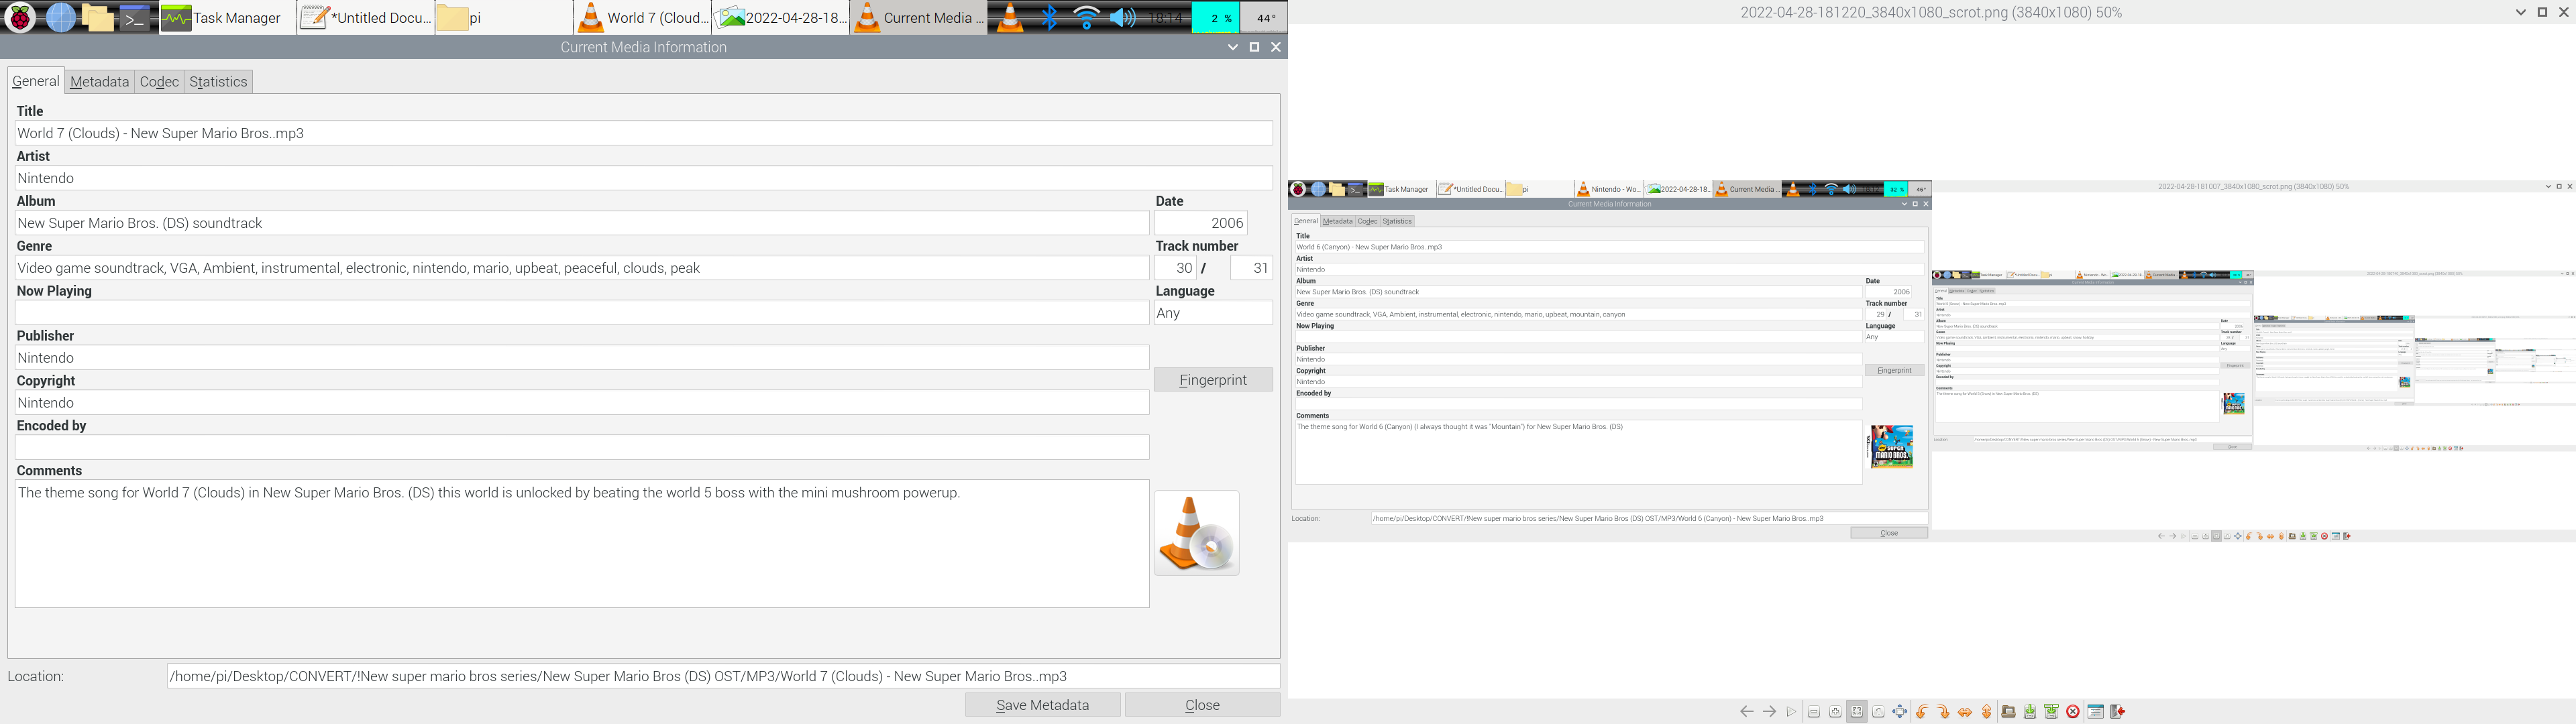 Task Manager
*Untitled Docu...
pi
World 7 (Cloud...
2022-04-28-18...
Current Media ...
18:14
2 %
44°
Current Media Information
General
Metadata
Codec
Statistics
Title
World 7 (Clouds) - New Super Mario Bros..mp3
Artist
Nintendo
Album
Date
New Super Mario Bros. (DS) soundtrack
2006
Genre
Track number
Video game soundtrack, VGA, Ambient, instrumental, electronic, nintendo, mario, upbeat, peaceful, clouds, peak
30 / 31
Now Playing
Language
Any
Publisher
Nintendo
Copyright
Fingerprint
Nintendo
Encoded by
Comments
The theme song for World 7 (Clouds) in New Super Mario Bros. (DS) this world is unlocked by beating the world 5 boss with the mini mushroom powerup.
Location:
/home/pi/Desktop/CONVERT/!New super mario bros series/New Super Mario Bros (DS) OST/MP3/World 7 (Clouds) - New Super Mario Bros..mp3
Save Metadata
Close
2022-04-28-181220_3840x1080_scrot.png (3840x1080) 50%
Task Manager
*Untitled Docu...
pi
Nintendo - Wo...
2022-04-28-18...
Current Media ...
32 %
46°
Current Media Information
2022-04-28-181007_3840x1080_scrot.png (3840x1080) 50%
General
Metadata
Codec
Statistics
Title
World 6 (Canyon) - New Super Mario Bros..mp3
Artist
Nintendo
Album
Date
New Super Mario Bros. (DS) soundtrack
2006
Genre
Track number
Video game soundtrack, VGA, Ambient, instrumental, electronic, nintendo, mario, upbeat, mountain, canyon
29 / 31
Now Playing
Language
Any
Publisher
Nintendo
Copyright
Fingerprint
Nintendo
Encoded by
Comments
The theme song for World 6 (Canyon) (I always thought it was "Mountain") for New Super Mario Bros. (DS)
SUPER
MARIO BROS.
Location:
/home/pi/Desktop/CONVERT/!New super mario bros series/New Super Mario Bros (DS) OST/MP3/World 6 (Canyon) - New Super Mario Bros..mp3
Close